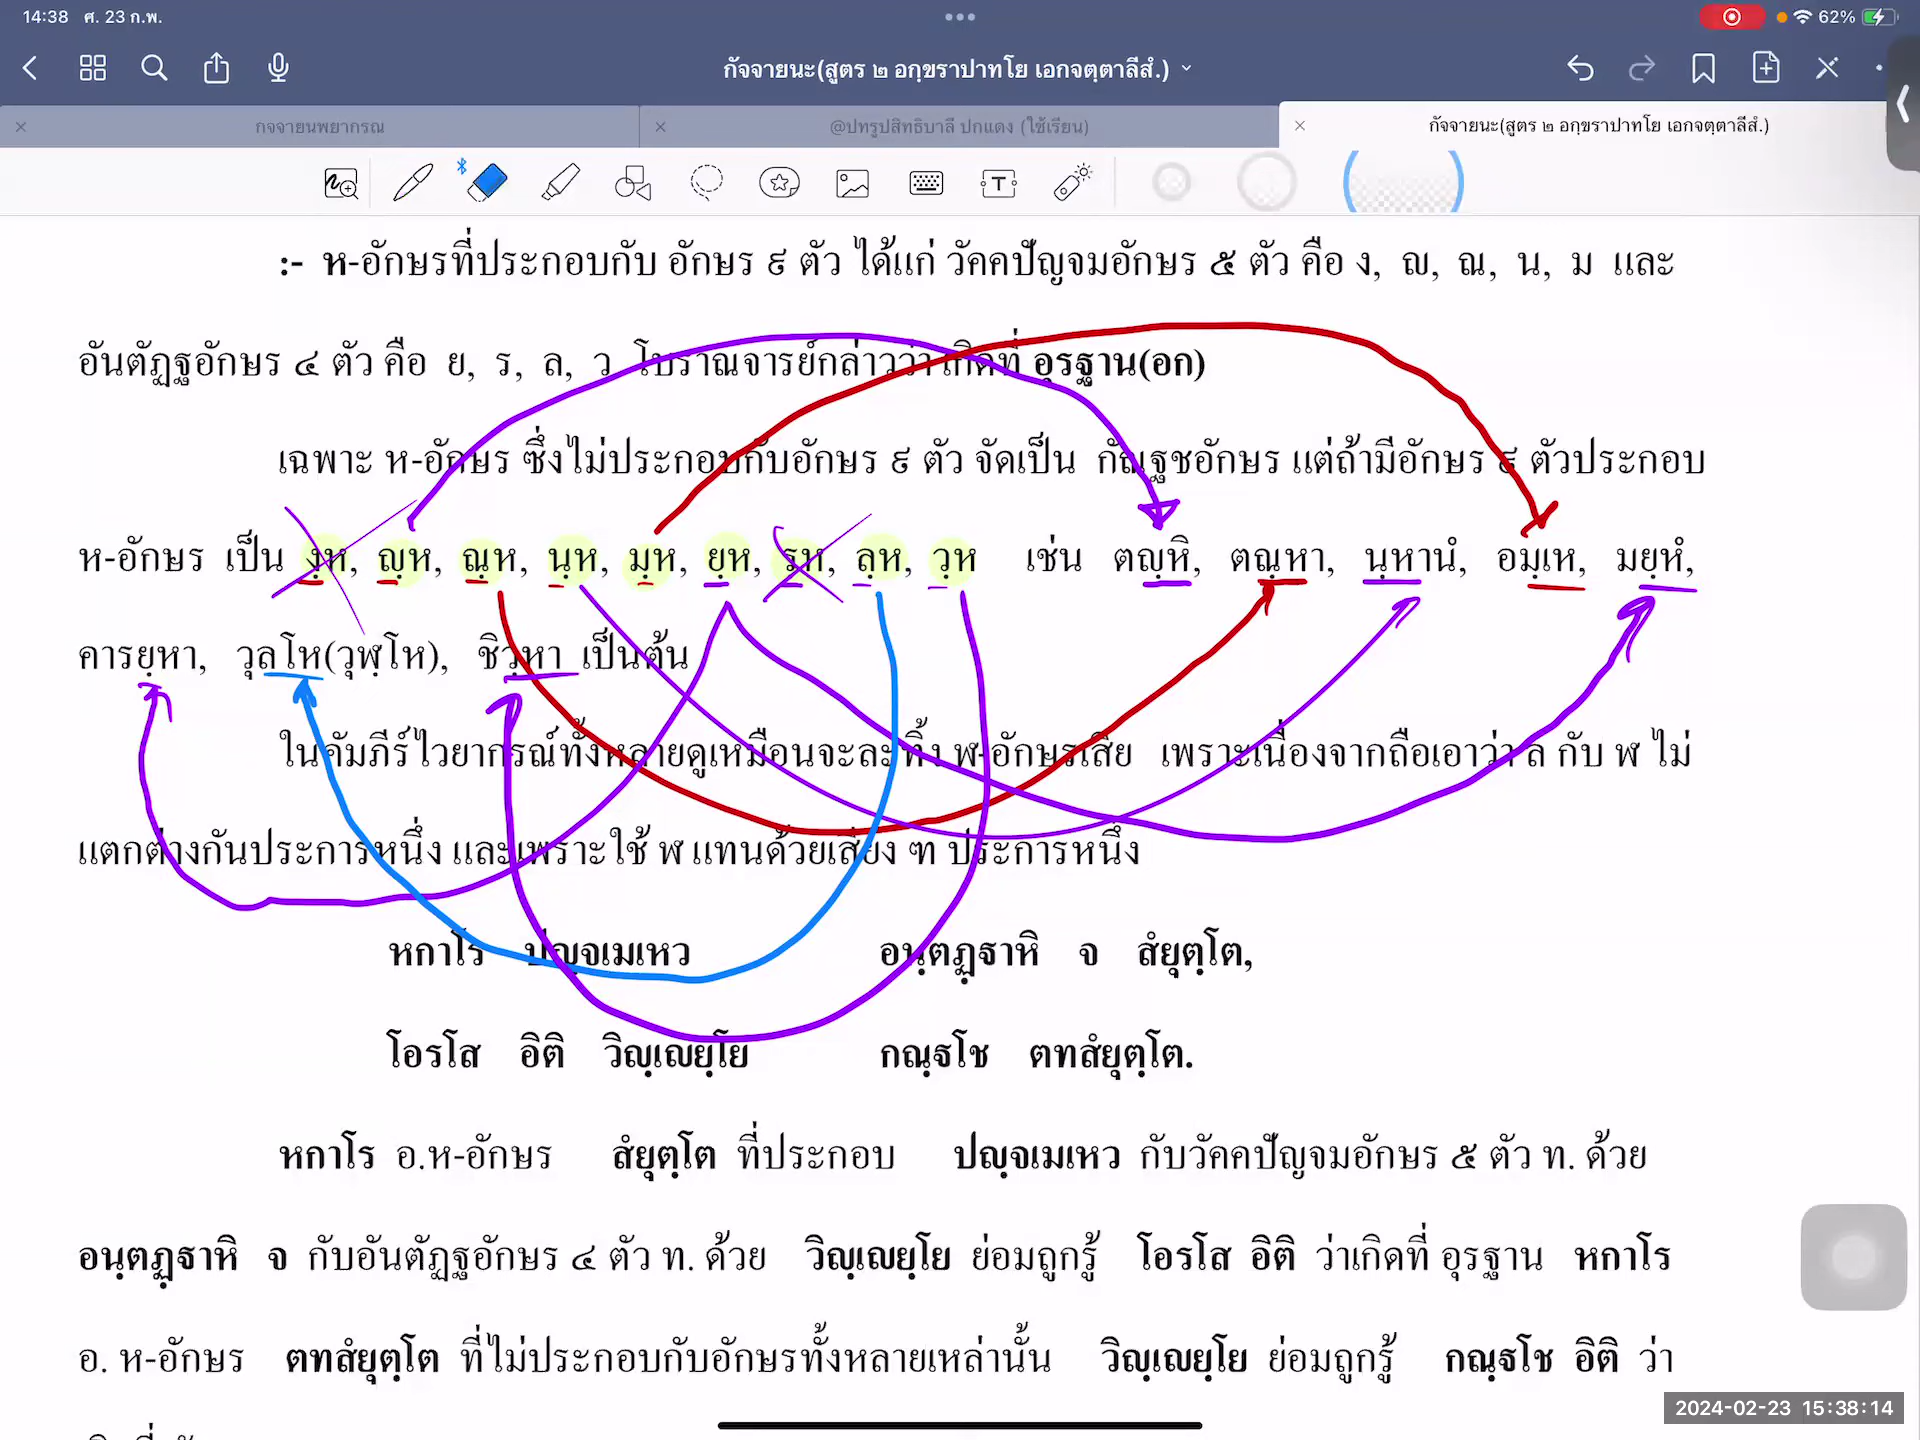 14:38 ศ. 23 ก.พ.
62%
กัจจายนะ(สูตร ๒ อกฺขราปาทโย เอกจตฺตาลีสํ.)
กจจายนพยากรณ
@ปทรูปสิทธิบาลี ปกแดง (ใช้เรียน)
กัจจายนะ(สูตร ๒ อกฺขราปาทโย เอกจตฺตาลีสํ.)
:- ห-อักษรที่ประกอบกับ อักษร ๙ ตัว ได้แก่ วัคคปัญจมอักษร ๕ ตัว คือ ง, ญ, ณ, น, ม และ
อันตัฏฐอักษร ๔ ตัว คือ ย, ร, ล, ว โบราณจารย์กล่าวว่า เกิดที่ อุรฐาน(อก)
เฉพาะ ห-อักษร ซึ่งไม่ประกอบกับอักษร ๙ ตัว จัดเป็น กัณฐชอักษร แต่ถ้ามีอักษร ๙ ตัวประกอบ
ห-อักษร เป็น งฺห, ญฺห, ณฺห, นฺห, มฺห, ยฺห, รฺห, ลฺห, วฺห เช่น ตญฺหิ, ตณฺหา, นฺหานํ, อมฺเห, มยฺหํ,
คารยฺหา, วุลโห(วุฬฺโห), ชิวฺหา เป็นต้น
ในคัมภีร์ไวยากรณ์ทั้งหลายดูเหมือนจะละทิ้ง ฬ-อักษรเสีย เพราะเนื่องจากถือเอาว่า ล กับ ฬ ไม่
แตกต่างกันประการหนึ่ง และเพราะใช้ ฬ แทนด้วยเสียง ฑ ประการหนึ่ง
หกาโร ปญฺจเมเหว อนฺตฏฺฐาหิ จ สํยุตฺโต,
โอรโส อิติ วิญฺเญยฺโย กณฺฐโช ตทสํยุตฺโต.
หกาโร อ.ห-อักษร สํยุตฺโต ที่ประกอบ ปญฺจเมเหว กับวัคคปัญจมอักษร ๕ ตัว ท. ด้วย
อนฺตฏฺฐาหิ จ กับอันตัฏฐอักษร ๔ ตัว ท. ด้วย วิญฺเญยฺโย ย่อมถูกรู้ โอรโส อิติ ว่าเกิดที่ อุรฐาน หกาโร
อ. ห-อักษร ตทสํยุตฺโต ที่ไม่ประกอบกับอักษรทั้งหลายเหล่านั้น วิญฺเญยฺโย ย่อมถูกรู้ กณฺฐโช อิติ ว่า
2024-02-23 15:38:14